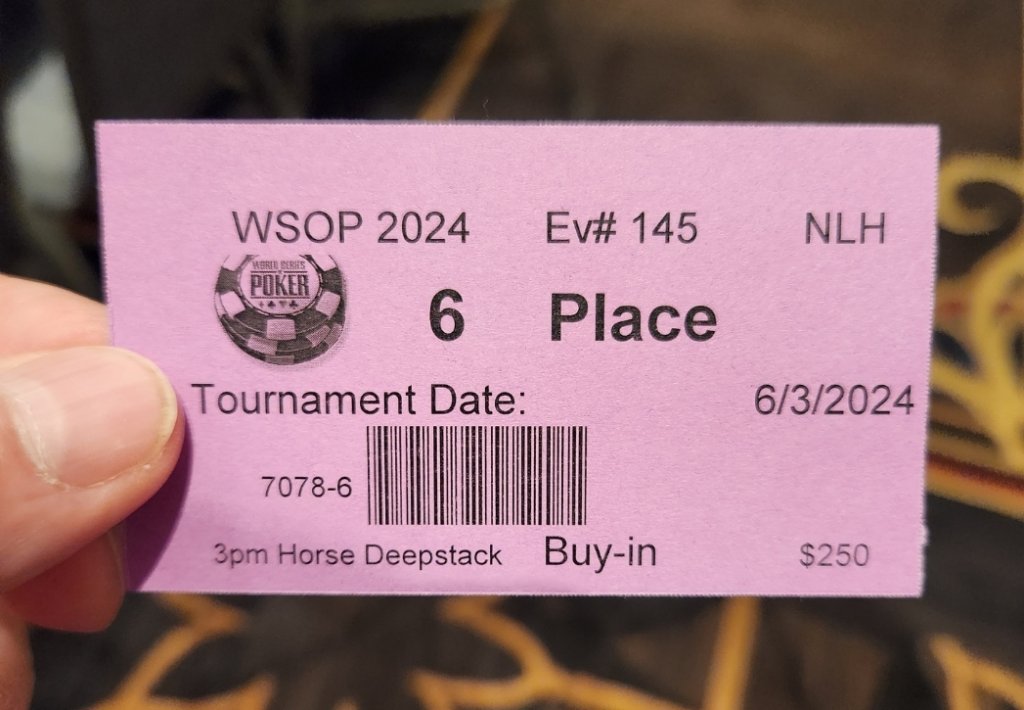 WSOP 2024 Ev# 145 NLH
WORLD SERIES
POKER
6 Place
Tournament Date: 6/3/2024
7078-6
3pm Horse Deepstack Buy-in $250